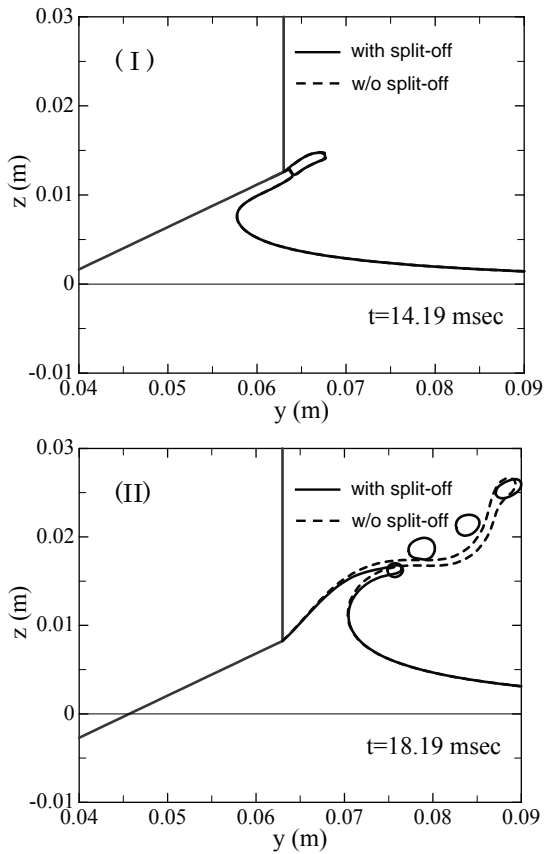 0.03
(I)
with split-off
w/o split-off
0.02
z (m)
0.01
0
t=14.19 msec
-0.01
0.04 0.05 0.06 0.07 0.08 0.09
y (m)
0.03
(II)
with split-off
w/o split-off
0.02
z (m)
0.01
0
t=18.19 msec
-0.01
0.04 0.05 0.06 0.07 0.08 0.09
y (m)